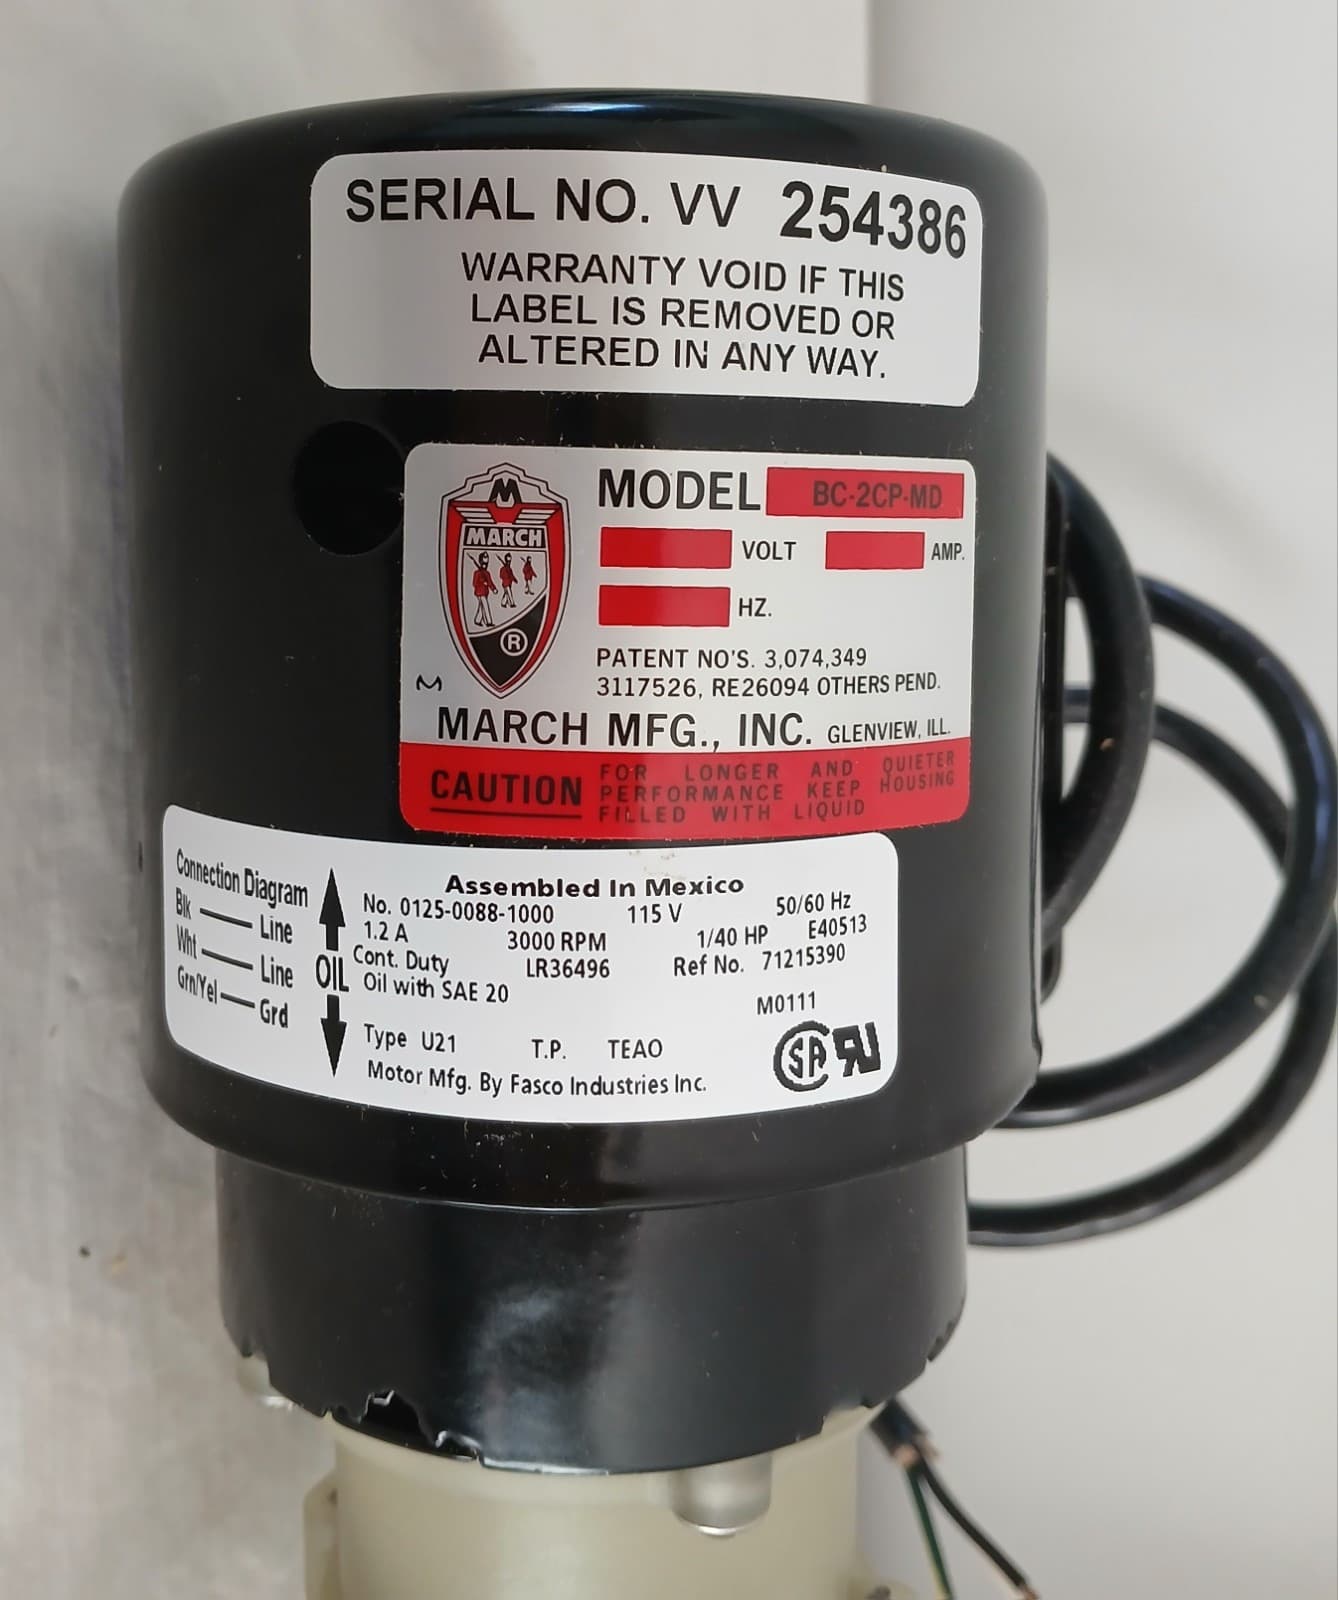 SERIAL NO. VV 254386
WARRANTY VOID IF THIS
LABEL IS REMOVED OR
ALTERED IN ANY WAY.
M
MARCH
®
M
MODEL BC-2CP-MD
VOLT AMP.
HZ.
PATENT NO'S. 3,074,349
3117526, RE26094 OTHERS PEND.
MARCH MFG., INC. GLENVIEW, ILL.
CAUTION
FOR LONGER AND QUIETER
PERFORMANCE KEEP HOUSING
FILLED WITH LIQUID
Connection Diagram
Blk Line
Wht Line
Grn/Yel Grd
OIL
Assembled In Mexico
No. 0125-0088-1000 115 V 50/60 Hz
1.2 A 3000 RPM 1/40 HP E40513
Cont. Duty LR36496 Ref No. 71215390
Oil with SAE 20
M0111
Type U21 T.P. TEAO
Motor Mfg. By Fasco Industries Inc.
SA RU